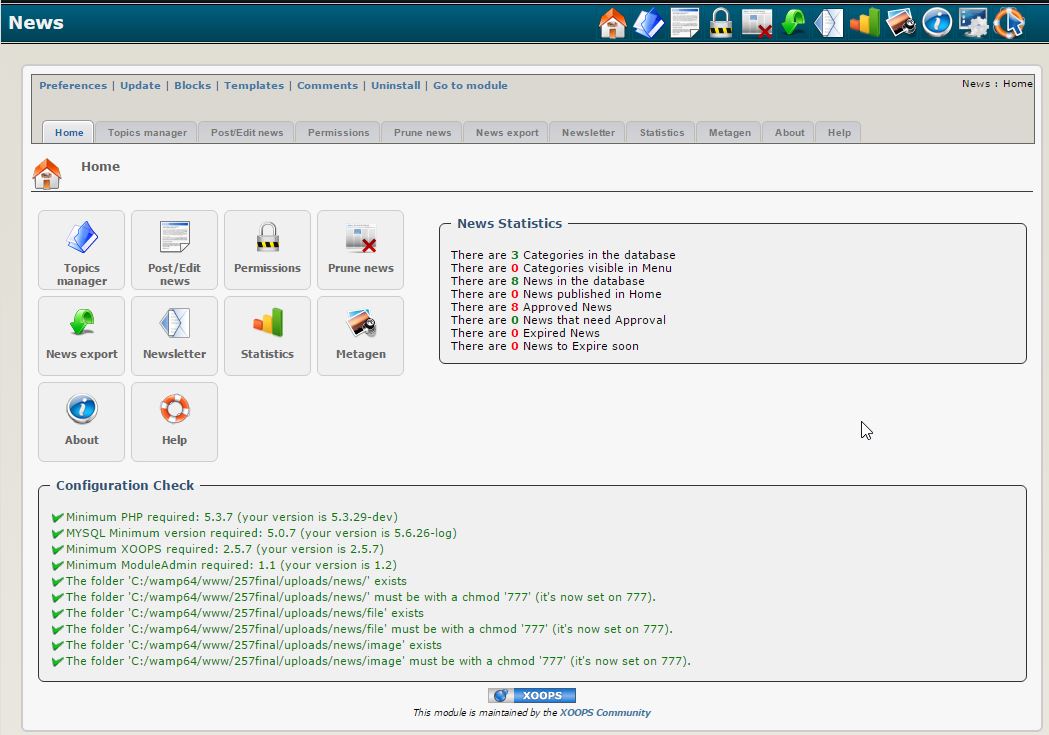 News
Preferences | Update | Blocks | Templates | Comments | Uninstall | Go to module
News : Home
Home Topics manager Post/Edit news Permissions Prune news News export Newsletter Statistics Metagen About Help
Home
Topics manager
Post/Edit news
Permissions
Prune news
News export
Newsletter
Statistics
Metagen
About
Help
News Statistics
There are 3 Categories in the database
There are 0 Categories visible in Menu
There are 8 News in the database
There are 0 News published in Home
There are 8 Approved News
There are 0 News that need Approval
There are 0 Expired News
There are 0 News to Expire soon
Configuration Check
Minimum PHP required: 5.3.7 (your version is 5.3.29-dev)
MYSQL Minimum version required: 5.0.7 (your version is 5.6.26-log)
Minimum XOOPS required: 2.5.7 (your version is 2.5.7)
Minimum ModuleAdmin required: 1.1 (your version is 1.2)
The folder 'C:/wamp64/www/257final/uploads/news/' exists
The folder 'C:/wamp64/www/257final/uploads/news/' must be with a chmod '777' (it's now set on 777).
The folder 'C:/wamp64/www/257final/uploads/news/file' exists
The folder 'C:/wamp64/www/257final/uploads/news/file' must be with a chmod '777' (it's now set on 777).
The folder 'C:/wamp64/www/257final/uploads/news/image' exists
The folder 'C:/wamp64/www/257final/uploads/news/image' must be with a chmod '777' (it's now set on 777).
XOOPS
This module is maintained by the XOOPS Community